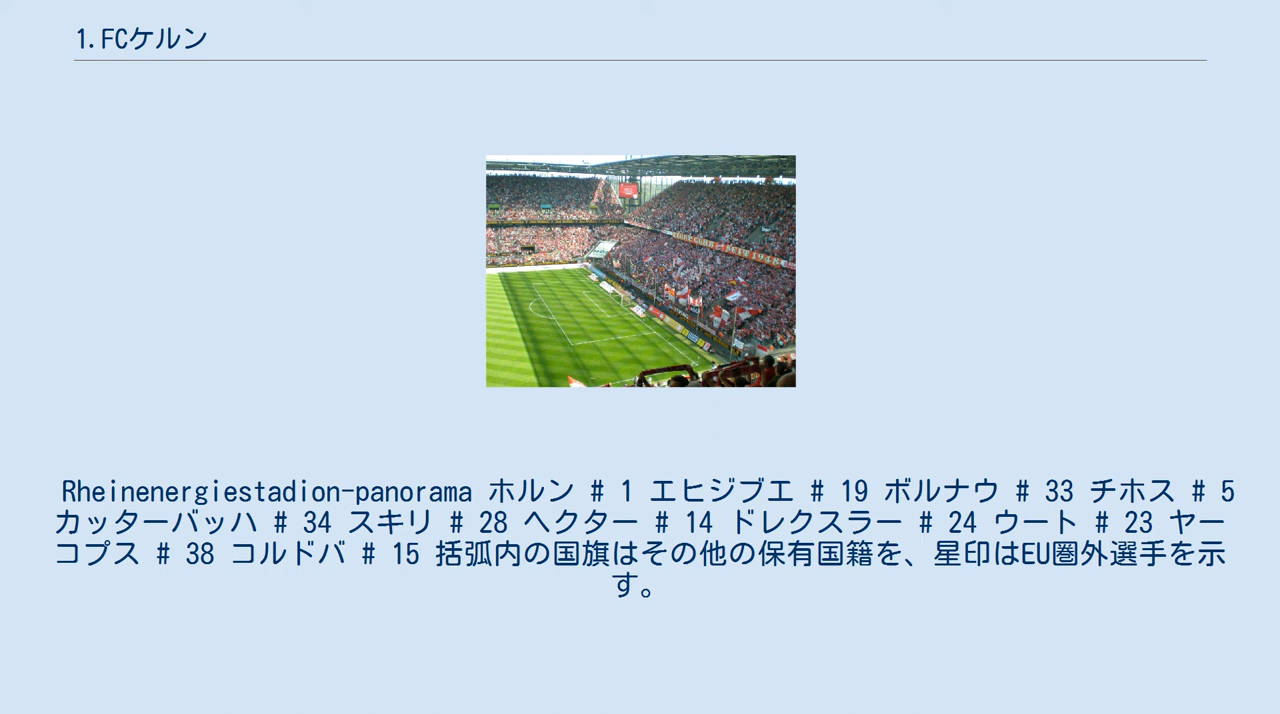 1.FCケルン
Rheinenergiestadion-panorama ホルン # 1 エヒジブエ # 19 ボルナウ # 33 チホス # 5
カッターバッハ # 34 スキリ # 28 ヘクター # 14 ドレクスラー # 24 ウート # 23 ヤー
コプス # 38 コルドバ # 15 括弧内の国旗はその他の保有国籍を、星印はEU圏外選手を示
す。